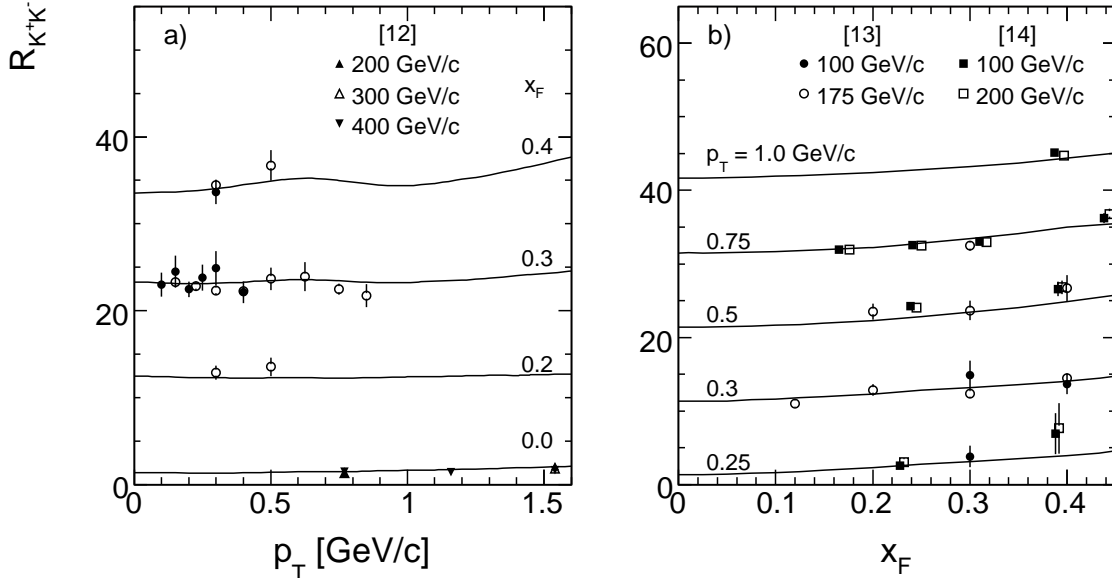 R_K⁺K⁻
a)
[12]
▲ 200 GeV/c
△ 300 GeV/c
▼ 400 GeV/c
x_F
0.4
0.3
0.2
0.0
40
20
0
0 0.5 1 1.5
p_T [GeV/c]
b)
[13] [14]
● 100 GeV/c ■ 100 GeV/c
○ 175 GeV/c □ 200 GeV/c
p_T = 1.0 GeV/c
0.75
0.5
0.3
0.25
60
40
20
0
0 0.1 0.2 0.3 0.4
x_F